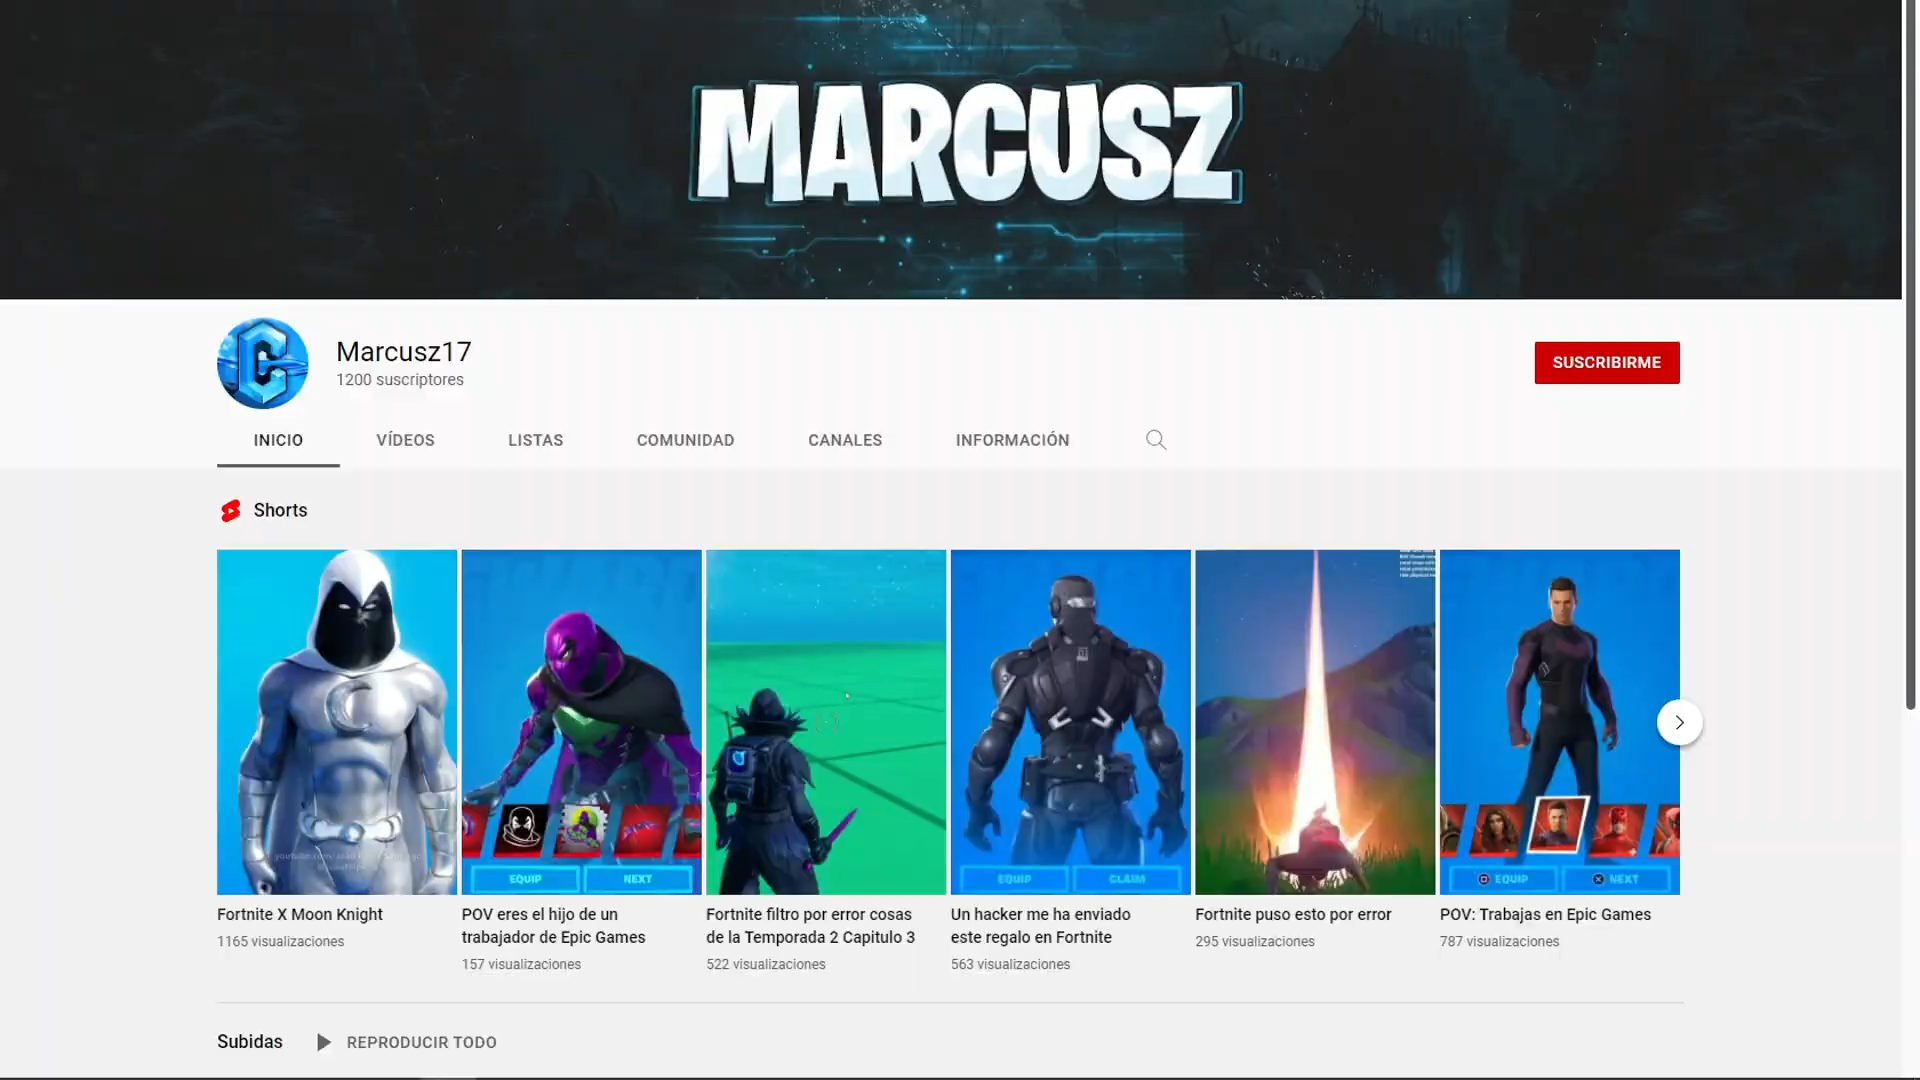 MARCUSZ
Marcusz17
1200 suscriptores
SUSCRIBIRME
INICIO
VÍDEOS
LISTAS
COMUNIDAD
CANALES
INFORMACIÓN
Shorts
EQUIP
NEXT
EQUIP
CLAIM
EQUIP
NEXT
Fortnite X Moon Knight
1165 visualizaciones
POV eres el hijo de un
trabajador de Epic Games
157 visualizaciones
Fortnite filtro por error cosas
de la Temporada 2 Capitulo 3
522 visualizaciones
Un hacker me ha enviado
este regalo en Fortnite
563 visualizaciones
Fortnite puso esto por error
295 visualizaciones
POV: Trabajas en Epic Games
787 visualizaciones
Subidas
REPRODUCIR TODO